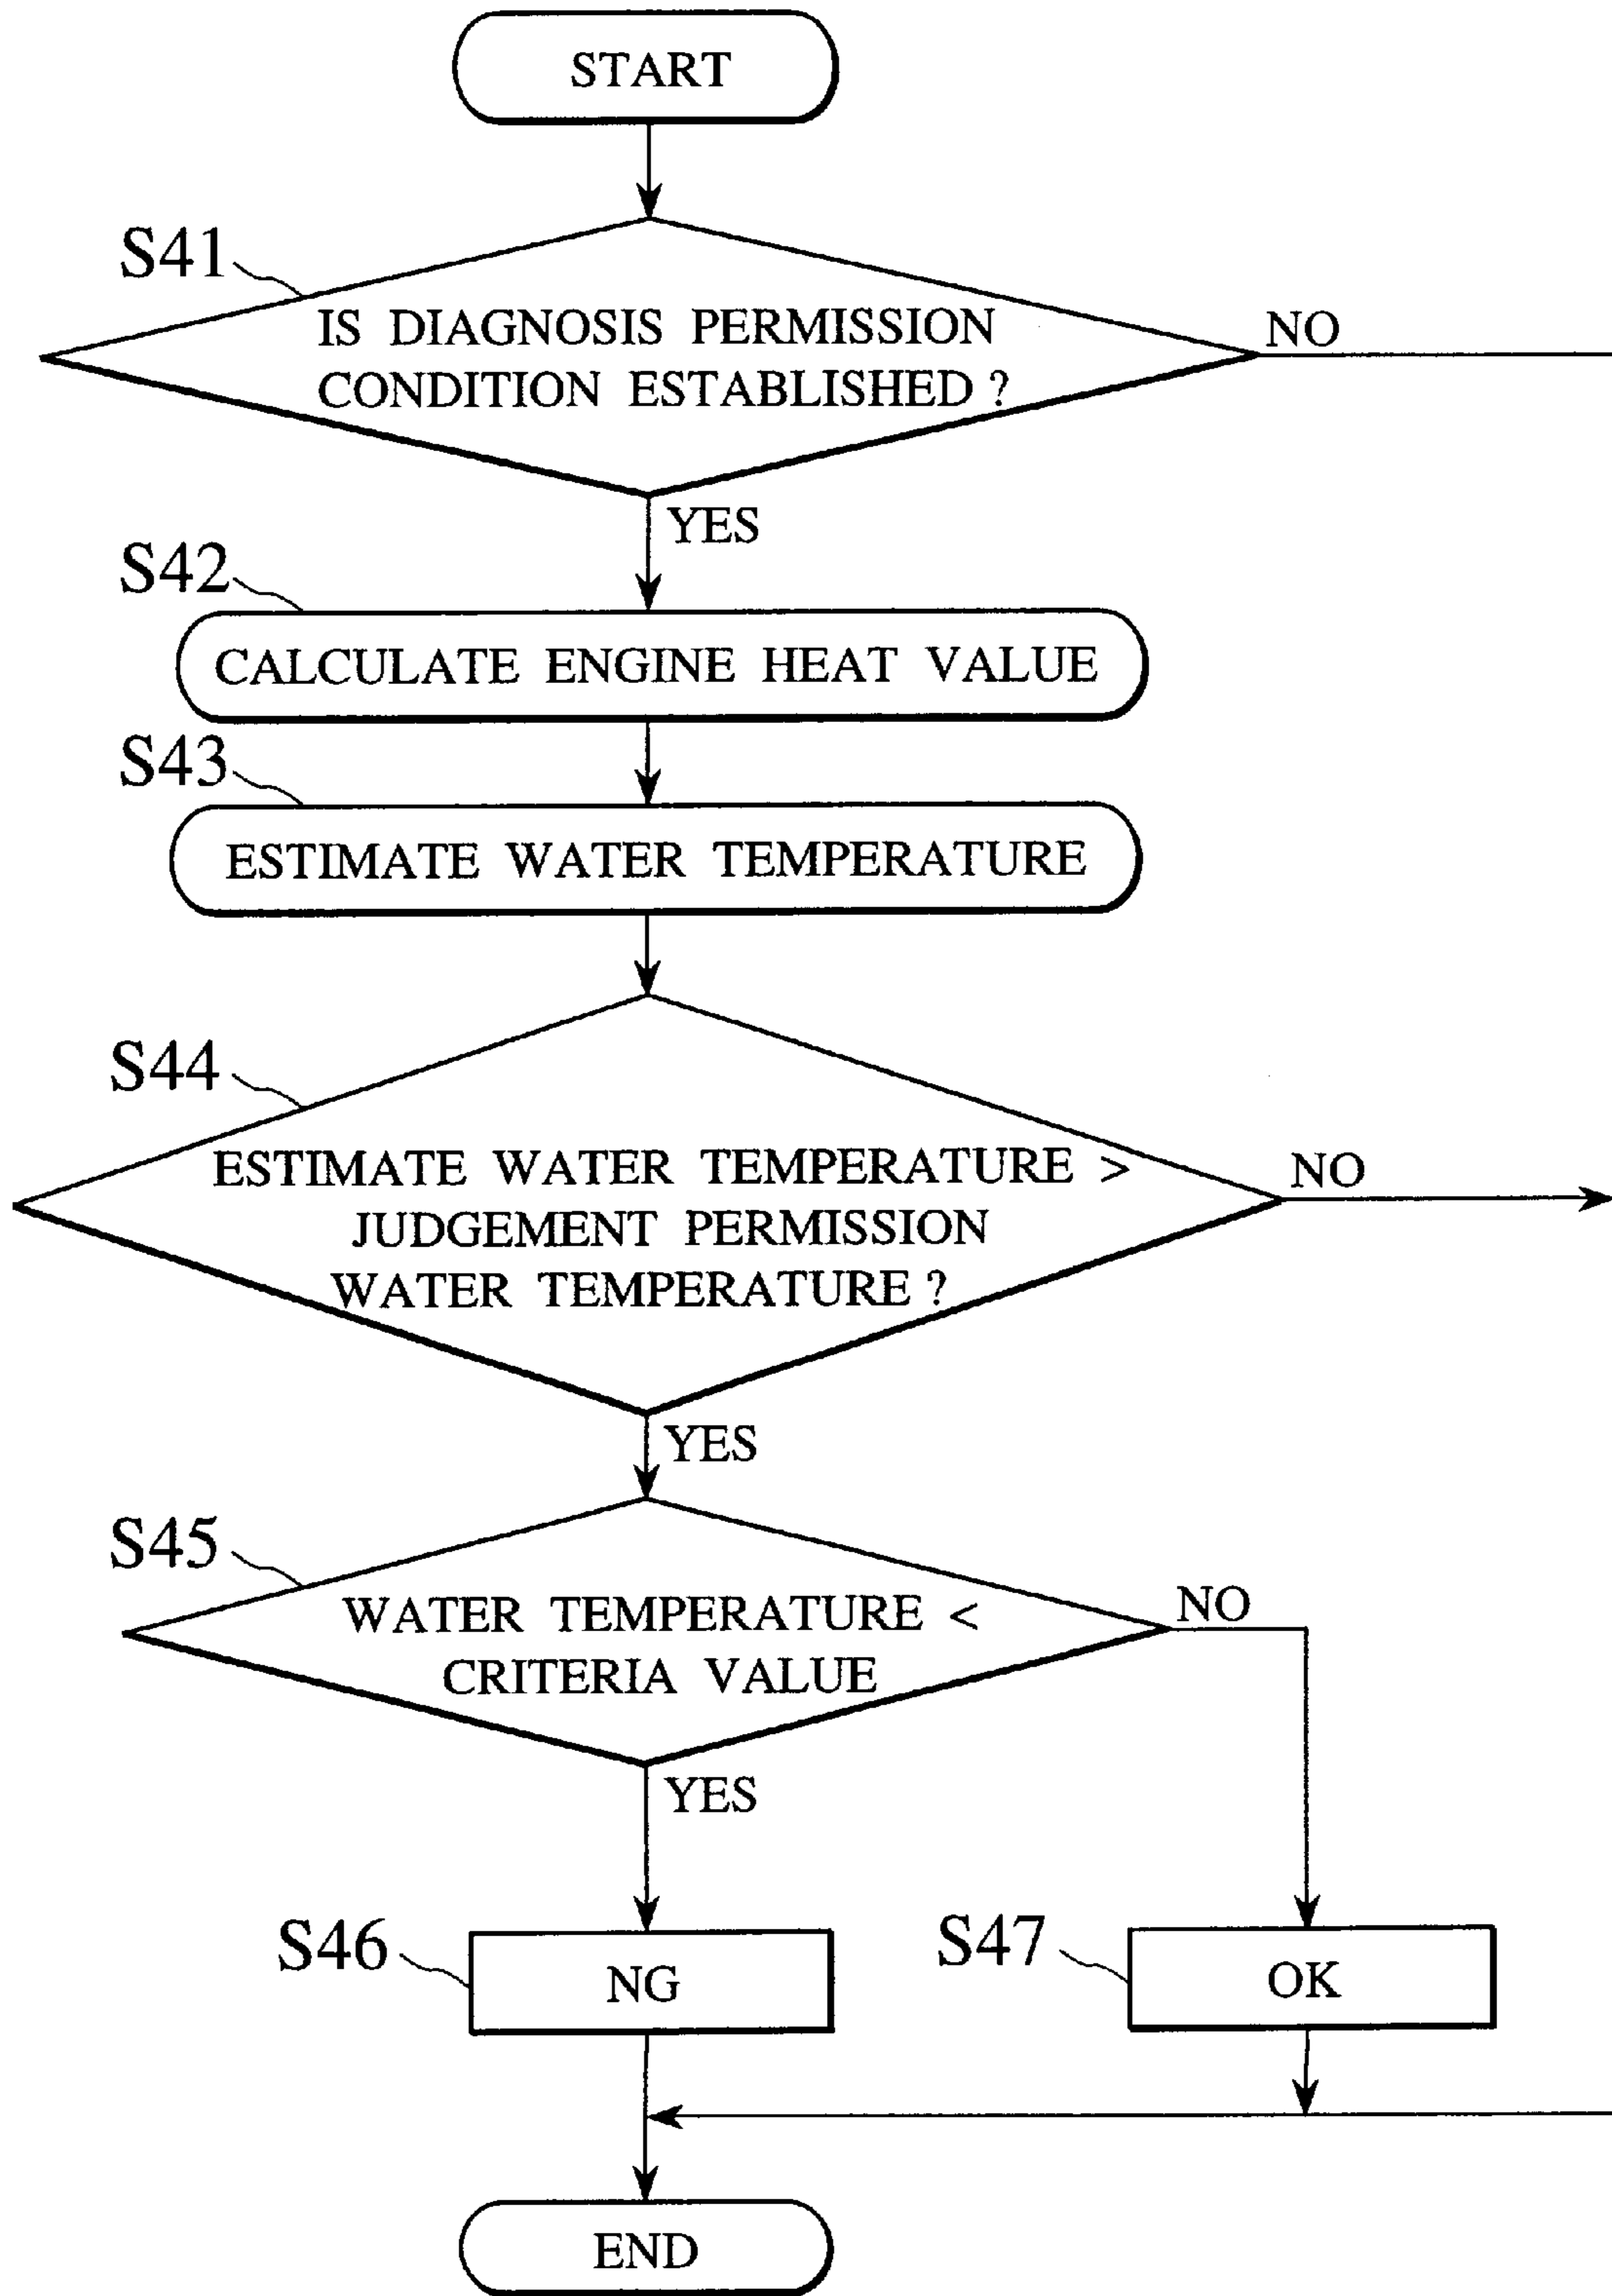 START
S41
IS DIAGNOSIS PERMISSION
CONDITION ESTABLISHED ?
NO
YES
S42
CALCULATE ENGINE HEAT VALUE
S43
ESTIMATE WATER TEMPERATURE
S44
ESTIMATE WATER TEMPERATURE >
JUDGEMENT PERMISSION
WATER TEMPERATURE ?
NO
YES
S45
WATER TEMPERATURE <
CRITERIA VALUE
NO
YES
S46
NG
S47
OK
END